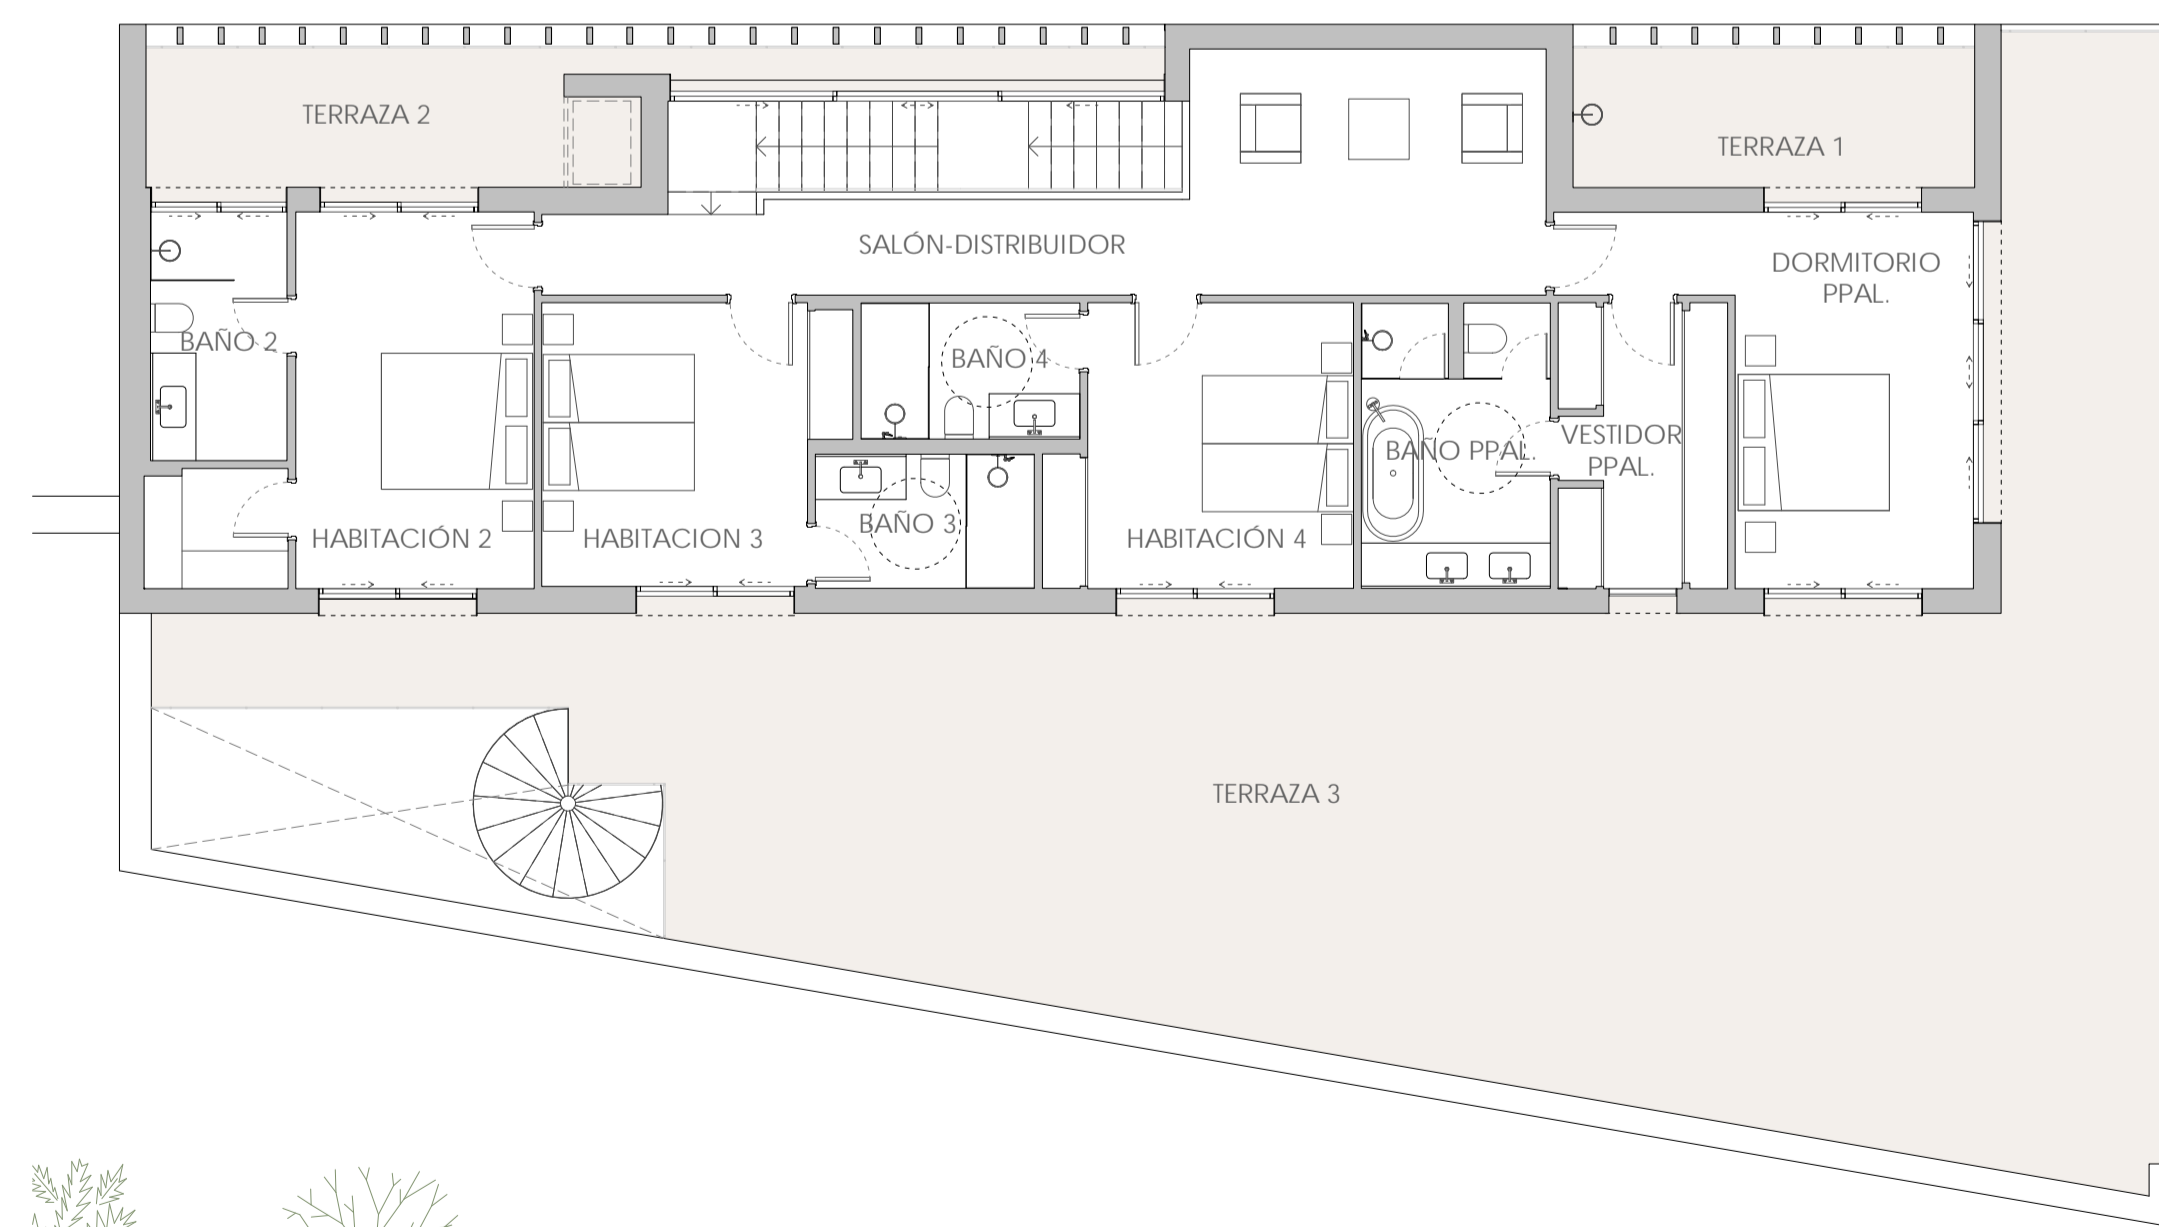 TERRAZA 2
TERRAZA 1
SALÓN-DISTRIBUIDOR
DORMITORIO
PPAL.
BAÑO 2
BAÑO 4
BAÑO PPAL.
VESTIDOR
PPAL.
HABITACIÓN 2
HABITACION 3
BAÑO 3
HABITACIÓN 4
TERRAZA 3